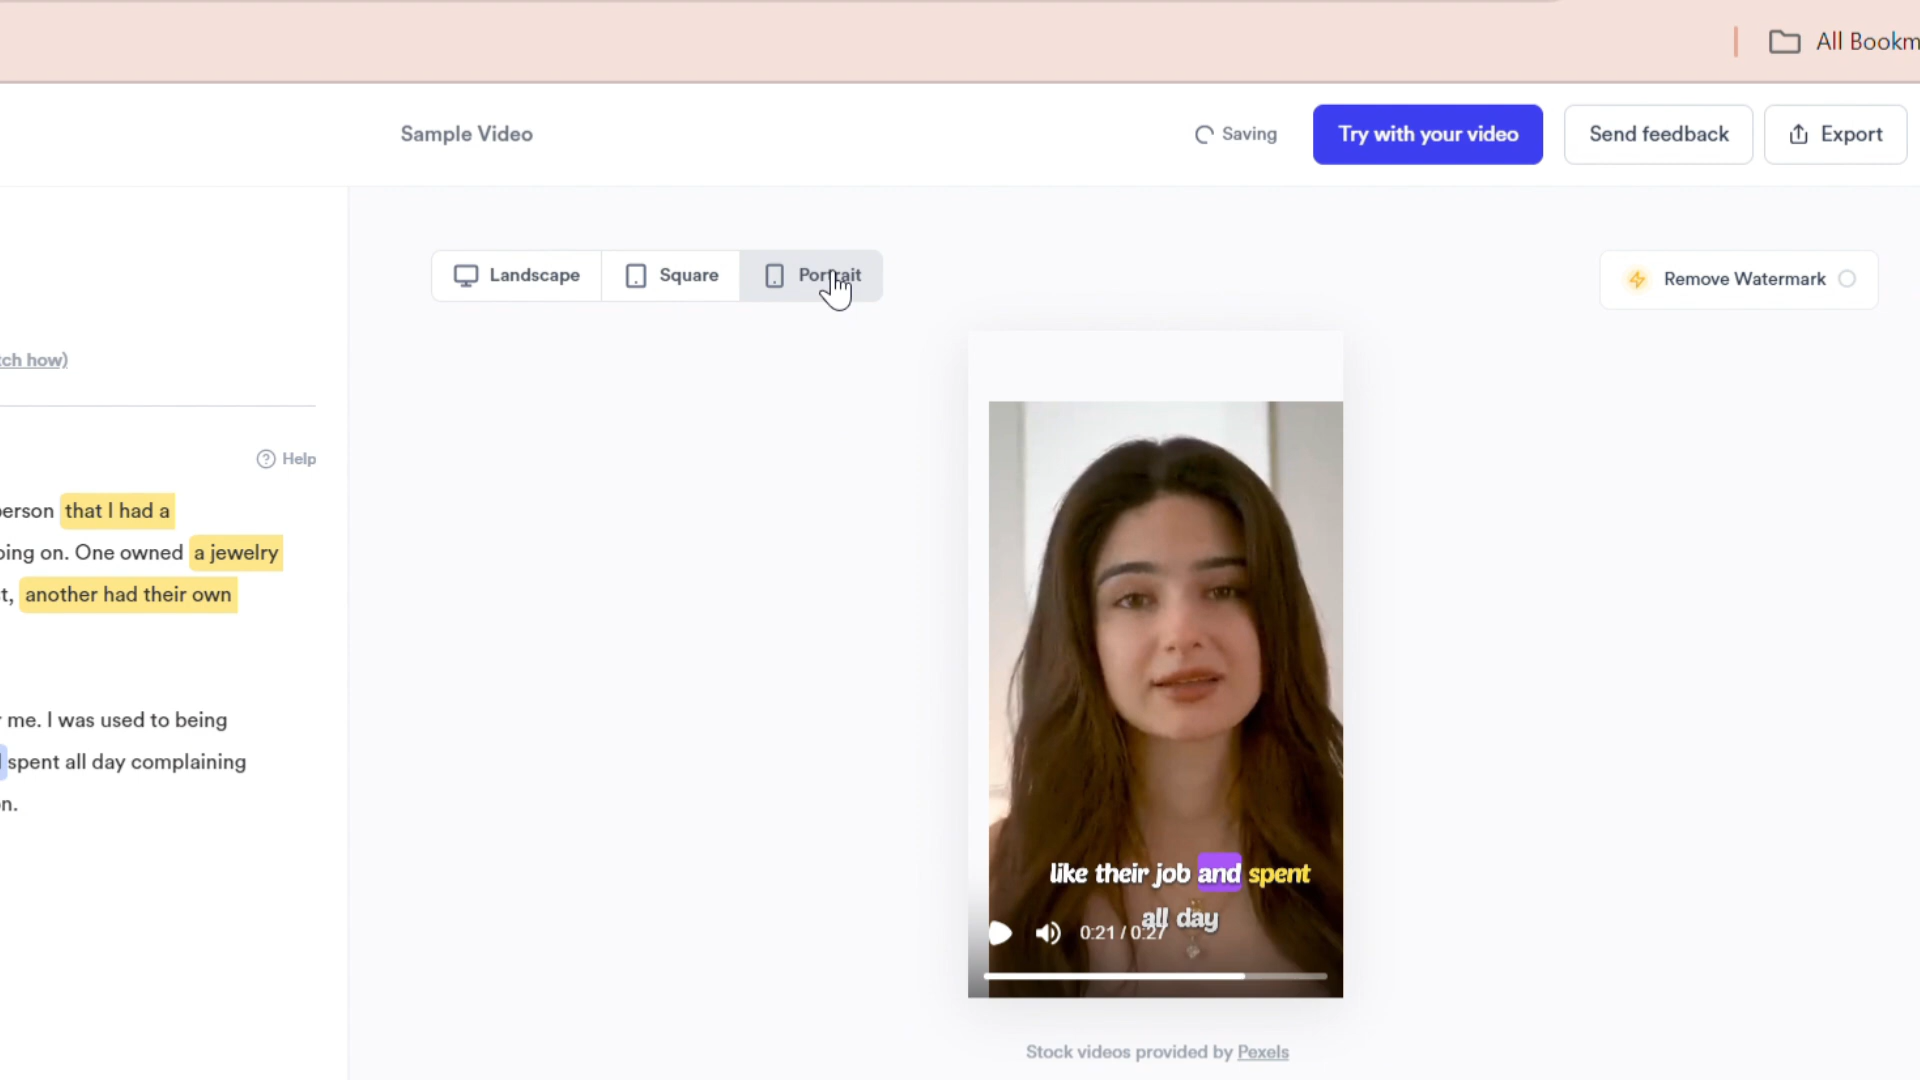 All Bookm
Sample Video
Saving
Try with your video
Send feedback
Export
Landscape
Square
Portrait
Remove Watermark
tch how)
Help
erson that I had a
oing on. One owned a jewelry
t, another had their own
me. I was used to being
spent all day complaining
n.
like their job and spent
all day
0:21 / 0:27
Stock videos provided by Pexels